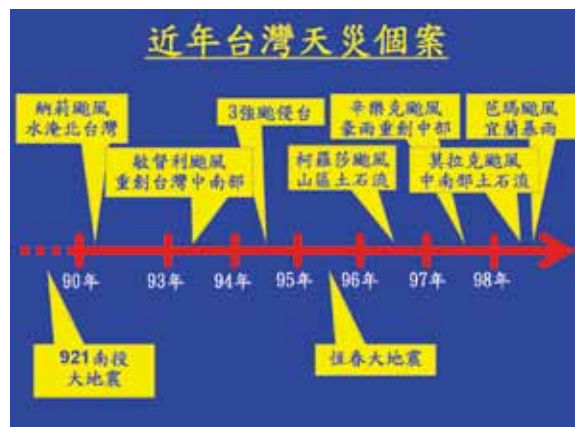 近年台灣天災個案
納莉颱風
水淹北台灣
敏督利颱風
重創台灣中南部
3強颱侵台
柯羅莎颱風
山區土石流
辛樂克颱風
豪雨重創中部
莫拉克颱風
中南部土石流
芭瑪颱風
宜蘭暴雨
90年
93年
94年
95年
96年
97年
98年
921南投
大地震
恆春大地震